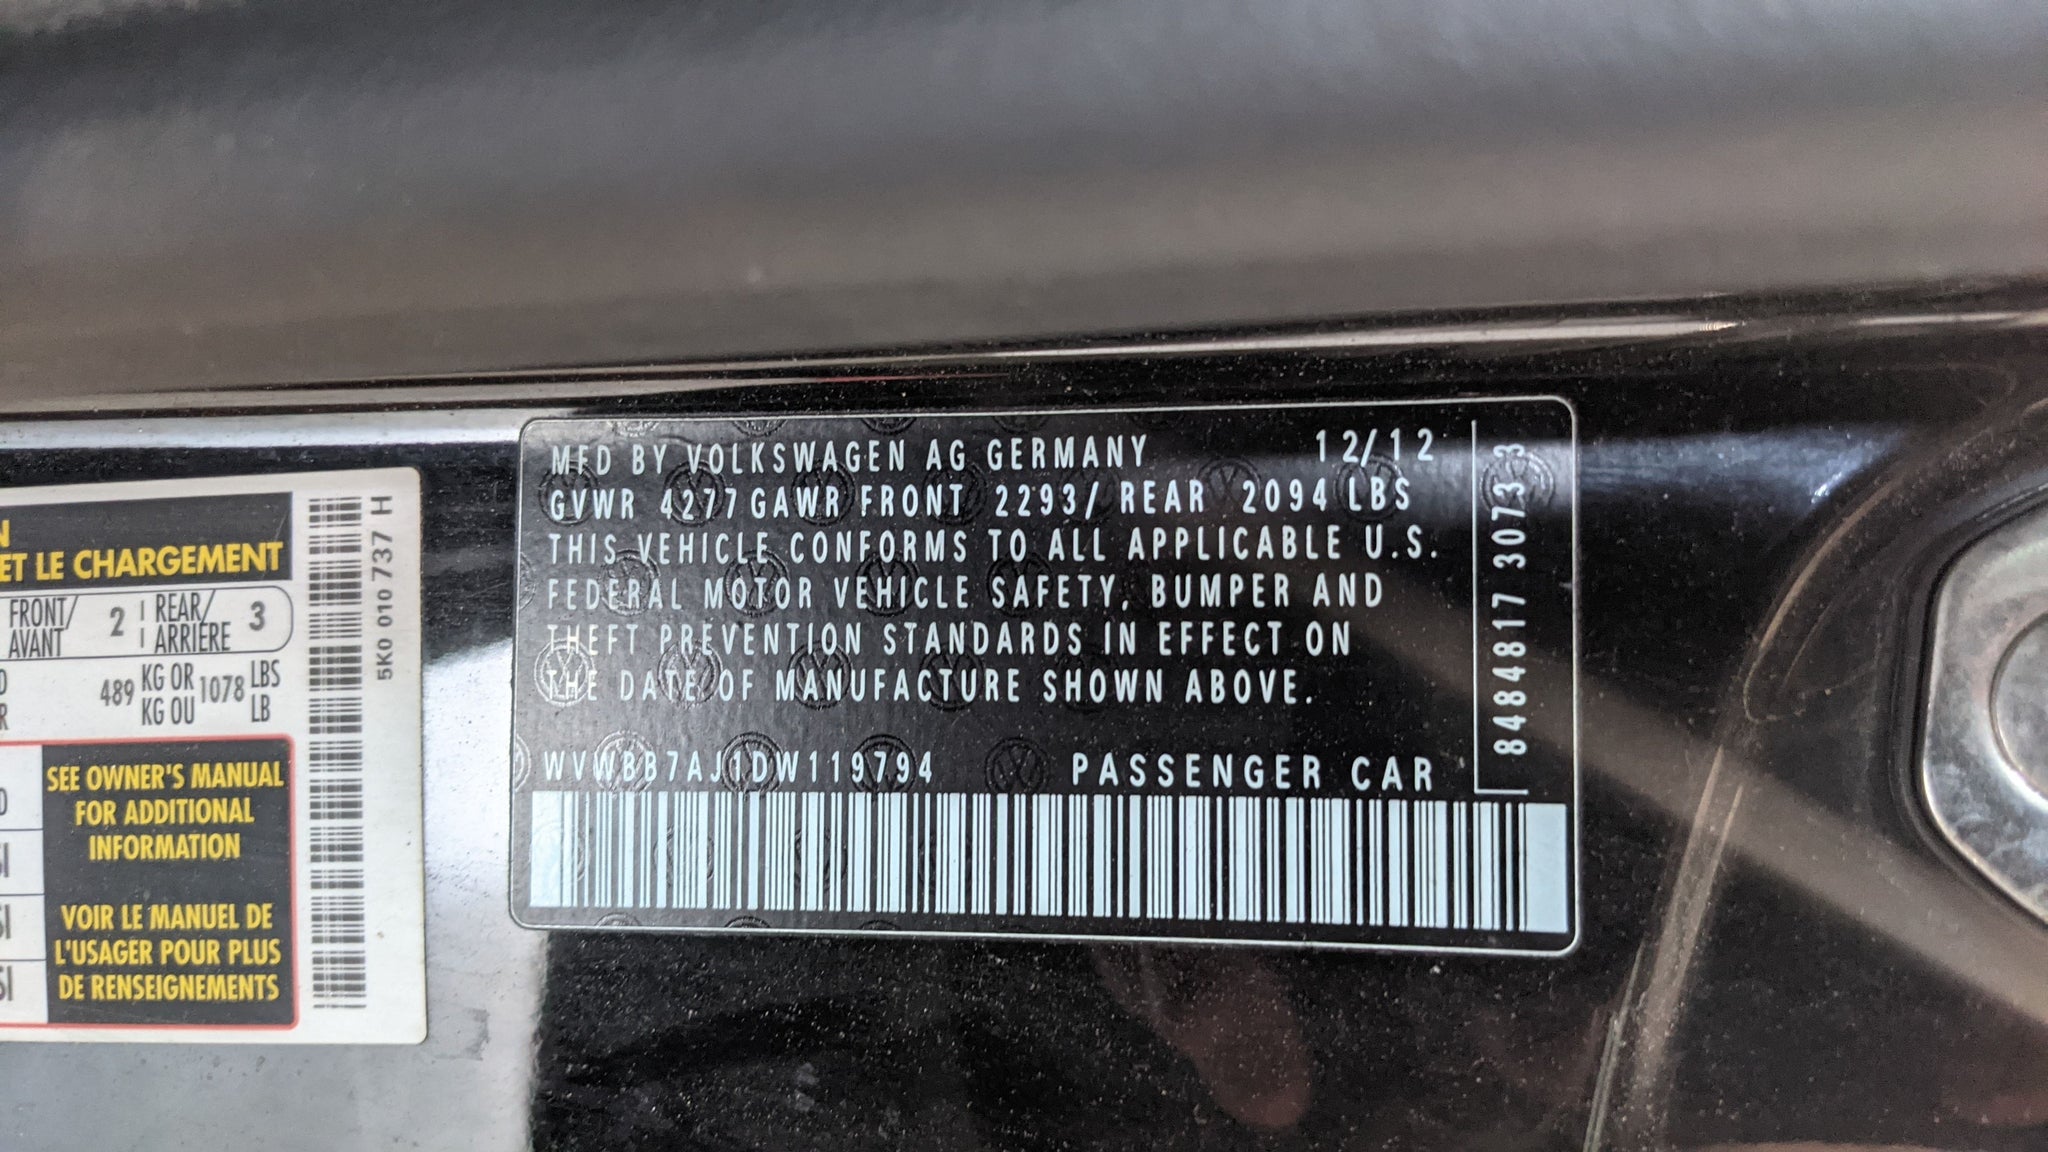 N
ET LE CHARGEMENT
FRONT/ AVANT 2 REAR/ ARRIÈRE 3
489 KG OR 1078 LBS
KG OU LB
SEE OWNER'S MANUAL
FOR ADDITIONAL
INFORMATION
VOIR LE MANUEL DE
L'USAGER POUR PLUS
DE RENSEIGNEMENTS
5K0 010 737 H
MFD BY VOLKSWAGEN AG GERMANY 12/12
GVWR 4277 GAWR FRONT 2293/ REAR 2094 LBS
THIS VEHICLE CONFORMS TO ALL APPLICABLE U.S.
FEDERAL MOTOR VEHICLE SAFETY, BUMPER AND
THEFT PREVENTION STANDARDS IN EFFECT ON
THE DATE OF MANUFACTURE SHOWN ABOVE.
WVWBB7AJ1DW119794 PASSENGER CAR
8484817 3073 3